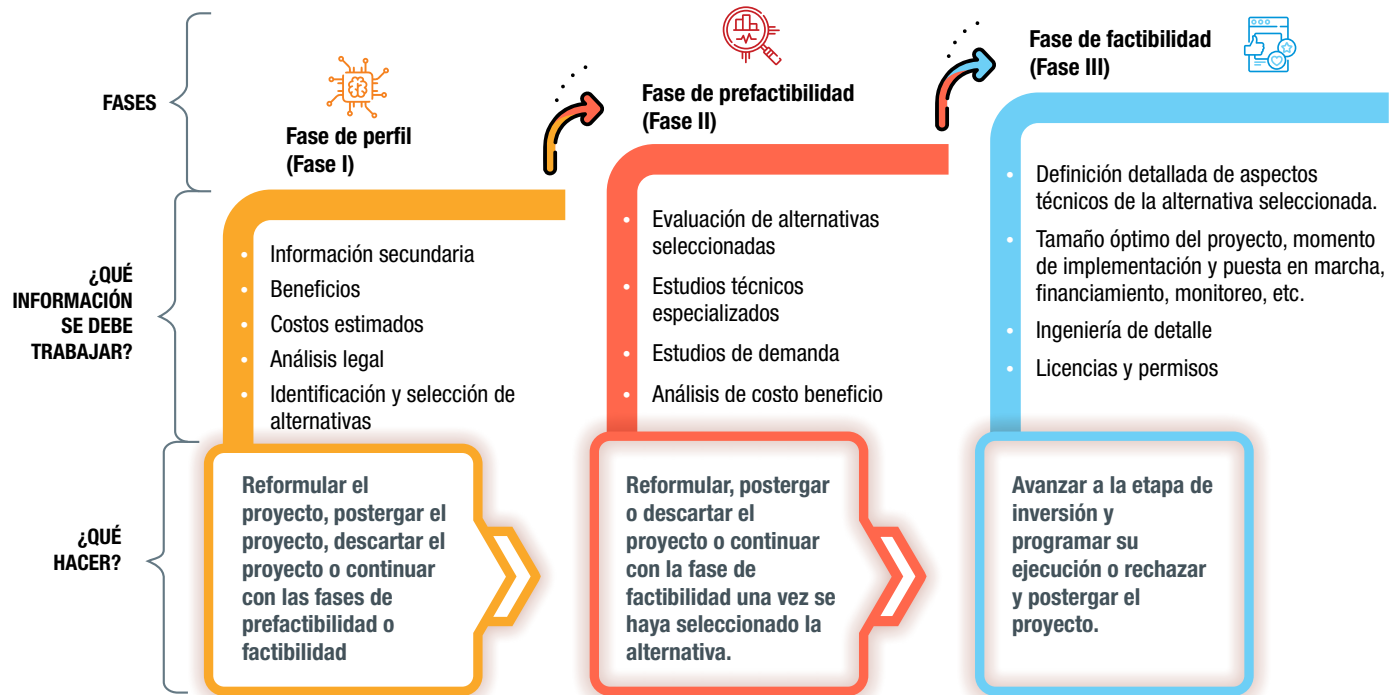 FASES
Fase de perfil
(Fase I)
Fase de prefactibilidad
(Fase II)
Fase de factibilidad
(Fase III)
¿QUÉ
INFORMACIÓN
SE DEBE
TRABAJAR?
• Información secundaria
• Beneficios
• Costos estimados
• Análisis legal
• Identificación y selección de
alternativas
• Evaluación de alternativas
seleccionadas
• Estudios técnicos
especializados
• Estudios de demanda
• Análisis de costo beneficio
• Definición detallada de aspectos
técnicos de la alternativa seleccionada.
• Tamaño óptimo del proyecto, momento
de implementación y puesta en marcha,
financiamiento, monitoreo, etc.
• Ingeniería de detalle
• Licencias y permisos
¿QUÉ
HACER?
Reformular el
proyecto, postergar el
proyecto, descartar el
proyecto o continuar
con las fases de
prefactibilidad o
factibilidad
Reformular, postergar
o descartar el
proyecto o continuar
con la fase de
factibilidad una vez se
haya seleccionado la
alternativa.
Avanzar a la etapa de
inversión y
programar su
ejecución o rechazar
y postergar el
proyecto.